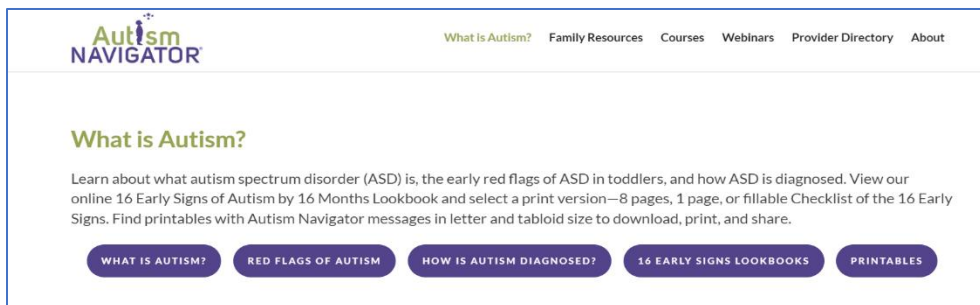 Autism
NAVIGATOR®
What is Autism? Family Resources Courses Webinars Provider Directory About
What is Autism?
Learn about what autism spectrum disorder (ASD) is, the early red flags of ASD in toddlers, and how ASD is diagnosed. View our
online 16 Early Signs of Autism by 16 Months Lookbook and select a print version—8 pages, 1 page, or fillable Checklist of the 16 Early
Signs. Find printables with Autism Navigator messages in letter and tabloid size to download, print, and share.
WHAT IS AUTISM? RED FLAGS OF AUTISM HOW IS AUTISM DIAGNOSED? 16 EARLY SIGNS LOOKBOOKS PRINTABLES